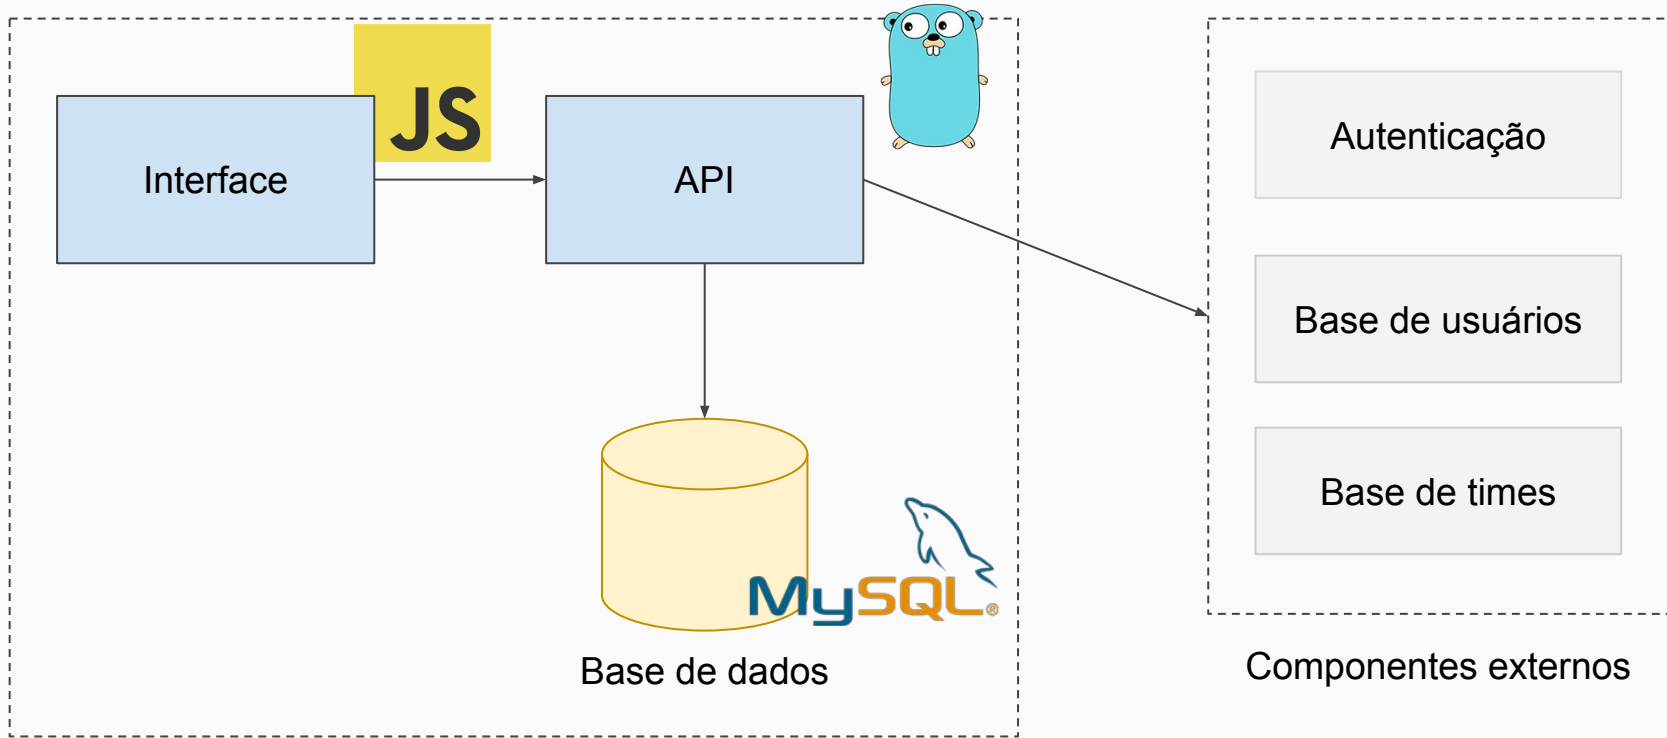 JS
Interface
API
Autenticação
Base de usuários
Base de times
MySQL®
Base de dados
Componentes externos